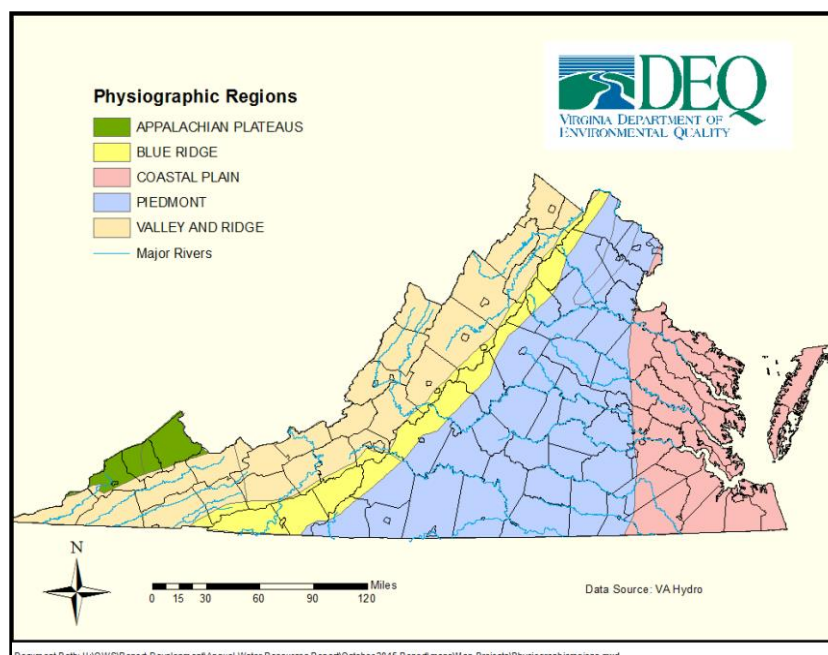 Physiographic Regions
APPALACHIAN PLATEAUS
BLUE RIDGE
COASTAL PLAIN
PIEDMONT
VALLEY AND RIDGE
Major Rivers
DEQ
VIRGINIA DEPARTMENT OF
ENVIRONMENTAL QUALITY
N
Miles
0 15 30 60 90 120
Data Source: VA Hydro